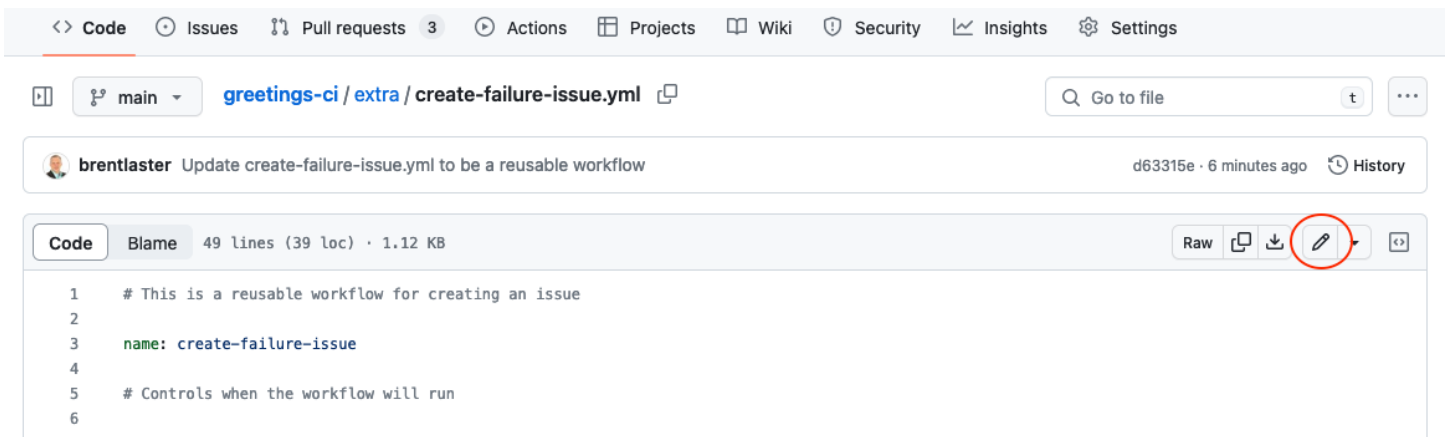 Code Issues Pull requests 3 Actions Projects Wiki Security Insights Settings
main greetings-ci / extra / create-failure-issue.yml Go to file t ...
brentlaster Update create-failure-issue.yml to be a reusable workflow d63315e · 6 minutes ago History
Code Blame 49 lines (39 loc) · 1.12 KB Raw
1 # This is a reusable workflow for creating an issue
2
3 name: create-failure-issue
4
5 # Controls when the workflow will run
6